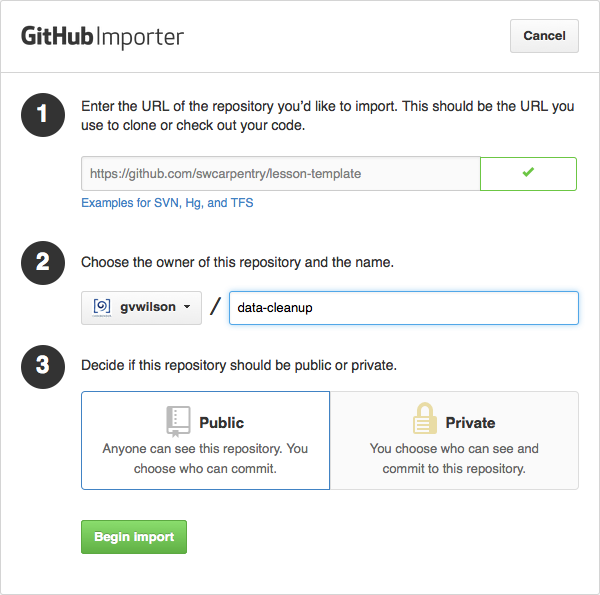 GitHub Importer
Cancel
1
Enter the URL of the repository you’d like to import. This should be the URL you
use to clone or check out your code.
https://github.com/swcarpentry/lesson-template
Examples for SVN, Hg, and TFS
2
Choose the owner of this repository and the name.
gvwilson / data-cleanup
3
Decide if this repository should be public or private.
Public
Anyone can see this repository. You
choose who can commit.
Private
You choose who can see and
commit to this repository.
Begin Import